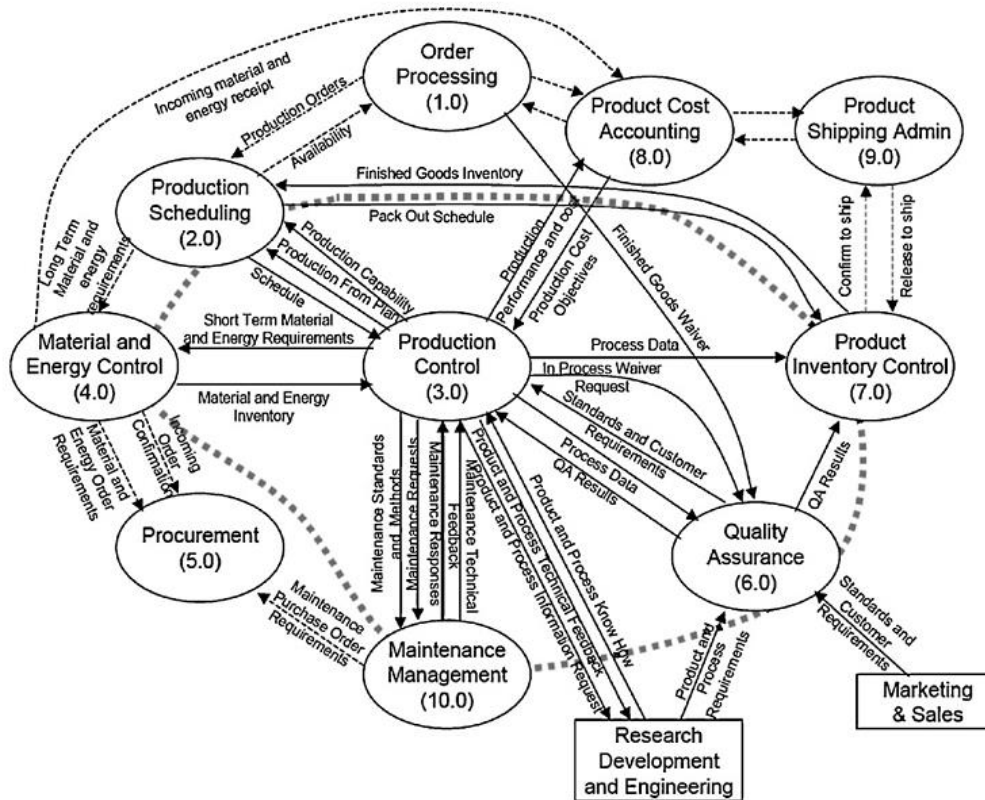 Order
Processing
(1.0)
Product Cost
Accounting
(8.0)
Product
Shipping Admin
(9.0)
Incoming material and
energy receipt
Production Orders
Availability
Production
Scheduling
(2.0)
Finished Goods Inventory
Pack Out Schedule
Confirm to ship
Release to ship
Long Term
Material and
energy
Requirements
Production Capability
Production From Plan
Schedule
Production
Performance and cost
Production Cost
Objectives
Finished Goods Waiver
Material and
Energy Control
(4.0)
Short Term Material
and Energy Requirements
Material and Energy
Inventory
Production
Control
(3.0)
Process Data
In Process Waiver
Request
Product
Inventory Control
(7.0)
Standards and Customer
Requirements
Process Data
QA Results
QA Results
Incoming
Order
Confirmation
Material and
Energy Order
Requirements
Procurement
(5.0)
Maintenance Standards
and Methods
Maintenance Requests
Maintenance Responses
Feedback
Maintenance Technical
Product and Process Know How
Product and Process Technical Feedback
Product and Process Information Request
Quality
Assurance
(6.0)
Standards and
Customer
Requirements
Maintenance
Purchase Order
Requirements
Maintenance
Management
(10.0)
Product and
Process
Requirements
Marketing
& Sales
Research
Development
and Engineering